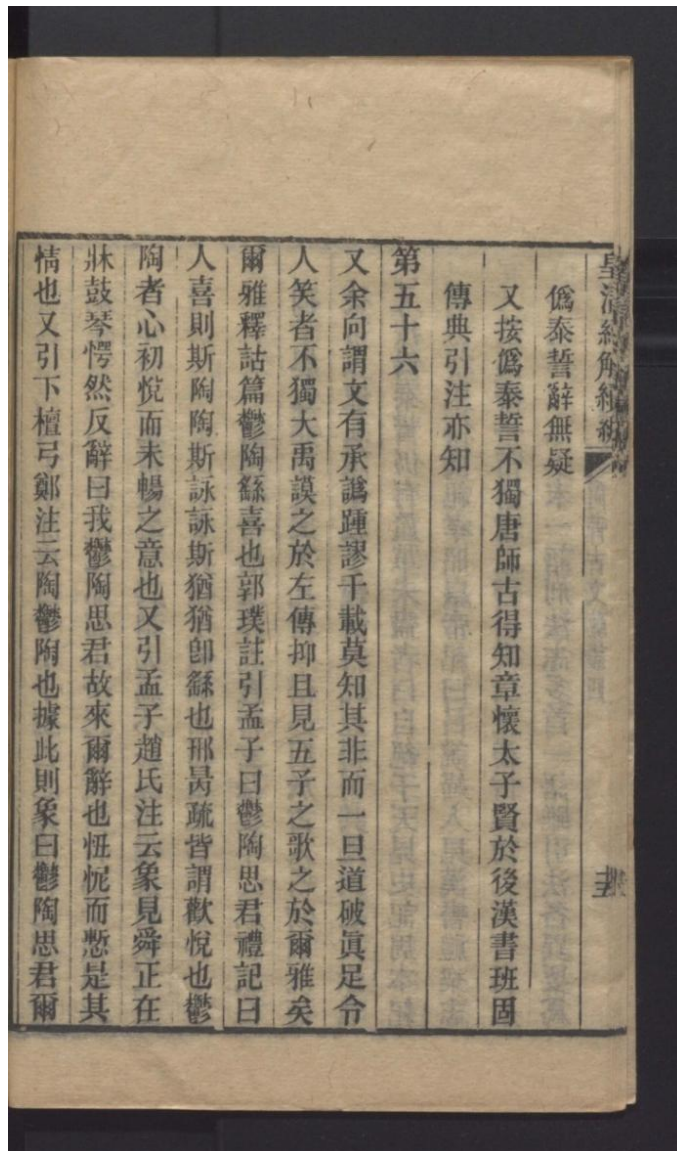 皇清經解續編
僞泰誓辭無疑
又按僞泰誓不獨唐師古得知章懷太子賢於後漢書班固
傳典引注亦知
第五十六
又余向謂文有承譌踵謬千載莫知其非而一旦道破眞足令
人笑者不獨大禹謨之於左傳抑且見五子之歌之於爾雅矣
爾雅釋詁篇鬱陶繇喜也郭璞註引孟子曰鬱陶思君禮記曰
人喜則斯陶陶斯詠詠斯猶猶卽繇也邢昺疏皆謂歡悅也鬱
陶者心初悅而未暢之意也又引孟子趙氏注云象見舜正在
牀鼓琴愕然反辭曰我鬱陶思君故來爾辭也忸怩而慙是其
情也又引下檀弓鄭注云陶鬱陶也據此則象曰鬱陶思君爾